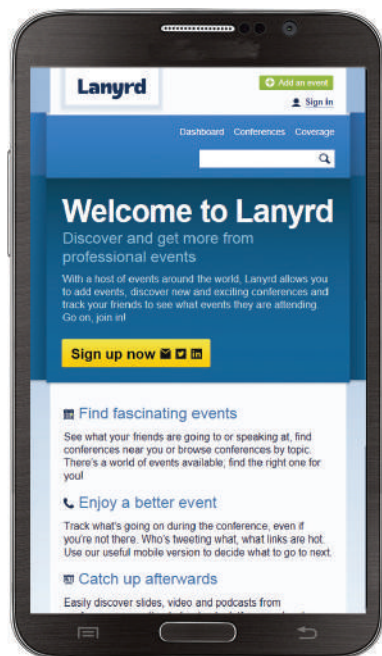 Lanyrd
Add an event
Sign in
Dashboard Conferences Coverage
Welcome to Lanyrd
Discover and get more from
professional events
With a host of events around the world, Lanyrd allows you
to add events, discover new and exciting conferences and
track your friends to see what events they are attending.
Go on, join in!
Sign up now
Find fascinating events
See what your friends are going to or speaking at, find
conferences near you or browse conferences by topic.
There's a world of events available; find the right one for
you!
Enjoy a better event
Track what's going on during the conference, even if
you're not there. Who's tweeting what, what links are hot.
Use our useful mobile version to decide what to go to next.
Catch up afterwards
Easily discover slides, video and podcasts from